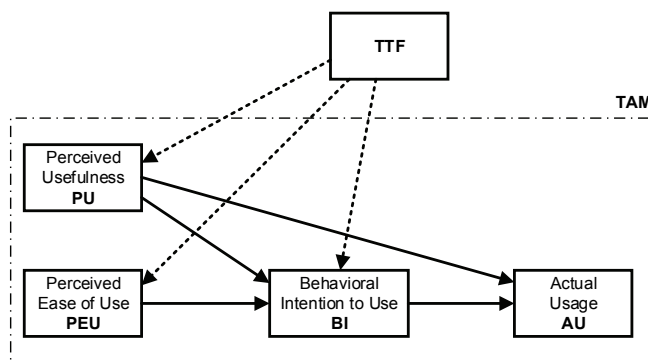 TTF
TAM
Perceived
Usefulness
PU
Perceived
Ease of Use
PEU
Behavioral
Intention to Use
BI
Actual
Usage
AU